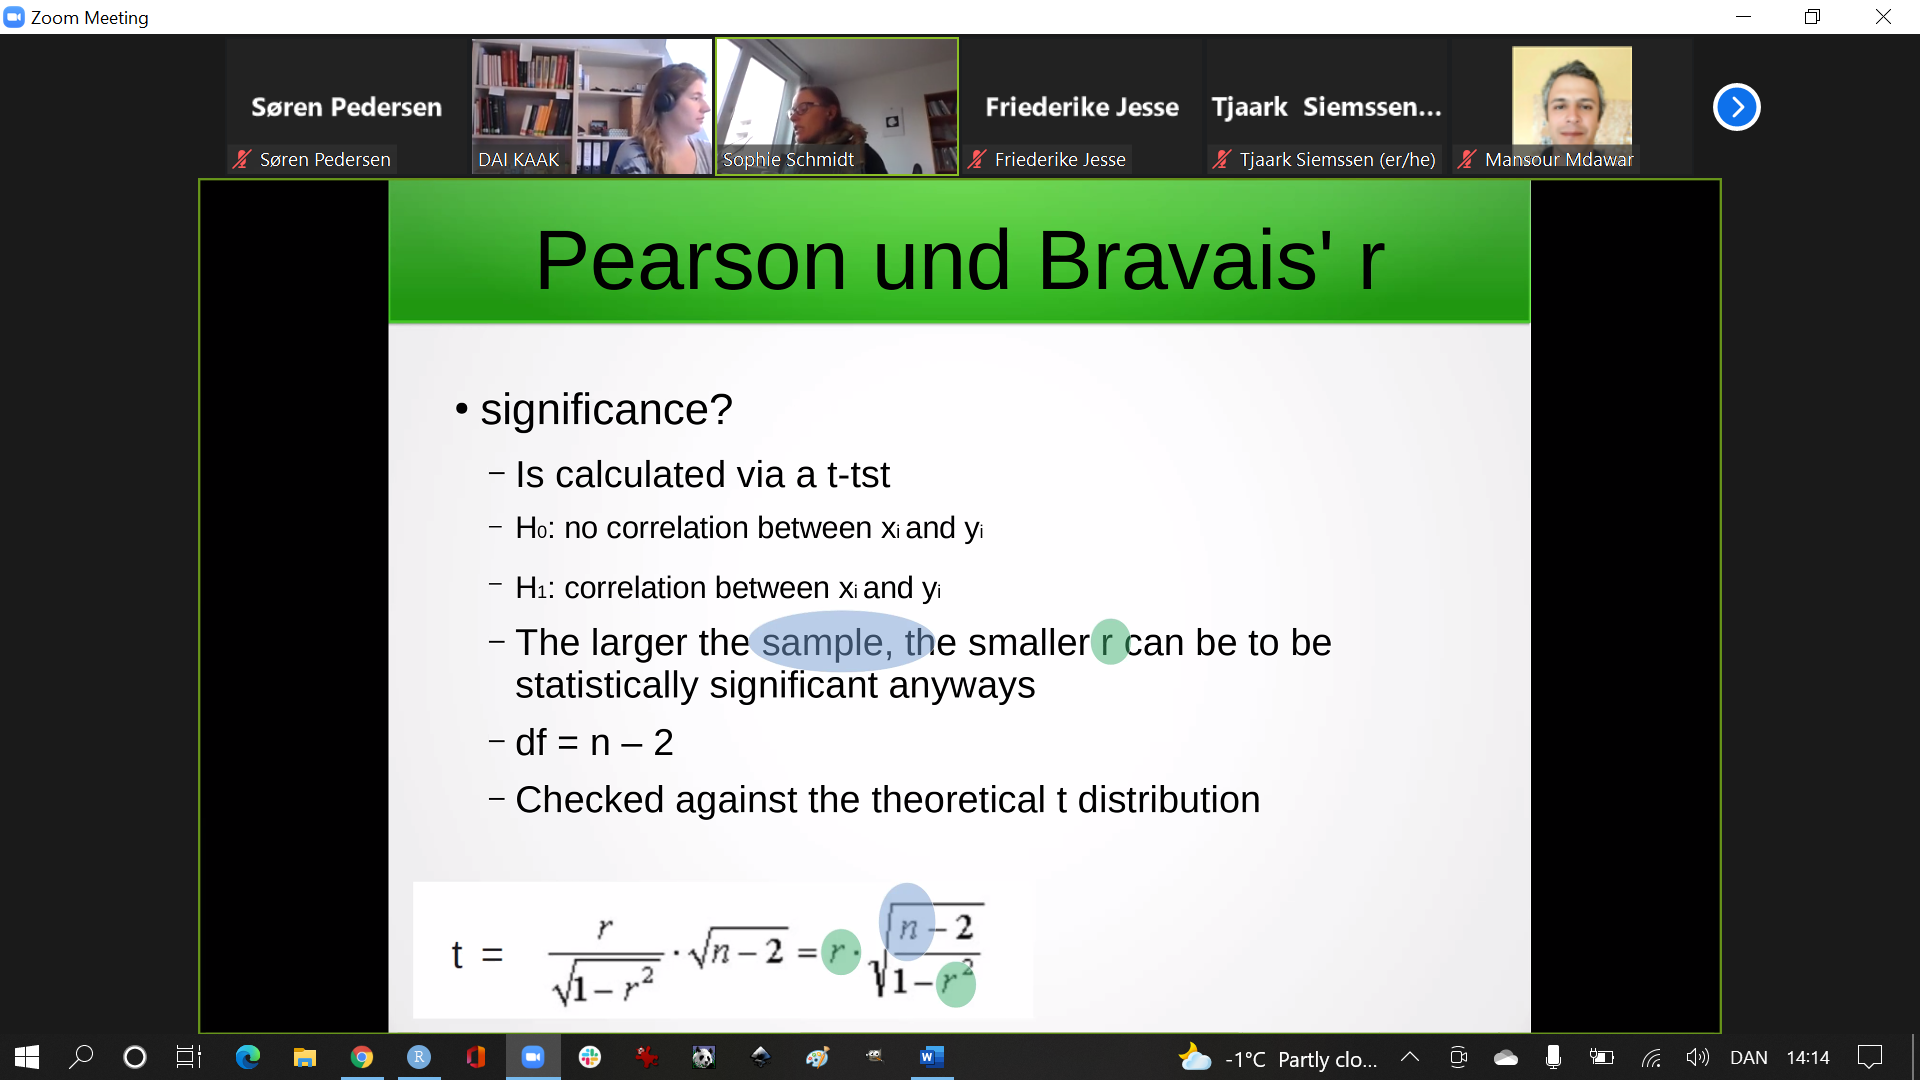 Zoom Meeting
Søren Pedersen
Friederike Jesse
Tjaark Siemssen...
Søren Pedersen
DAI KAAK
Sophie Schmidt
Friederike Jesse
Tjaark Siemssen (er/he)
Mansour Mdawar
Pearson und Bravais' r
• significance?
– Is calculated via a t-tst
– H₀: no correlation between xᵢ and yᵢ
– H₁: correlation between xᵢ and yᵢ
– The larger the sample, the smaller r can be to be
statistically significant anyways
– df = n – 2
– Checked against the theoretical t distribution
t = r / √(1 – r²) · √(n – 2) = r · √(n – 2) / √(1 – r²)
-1°C Partly clo...
DAN
14:14